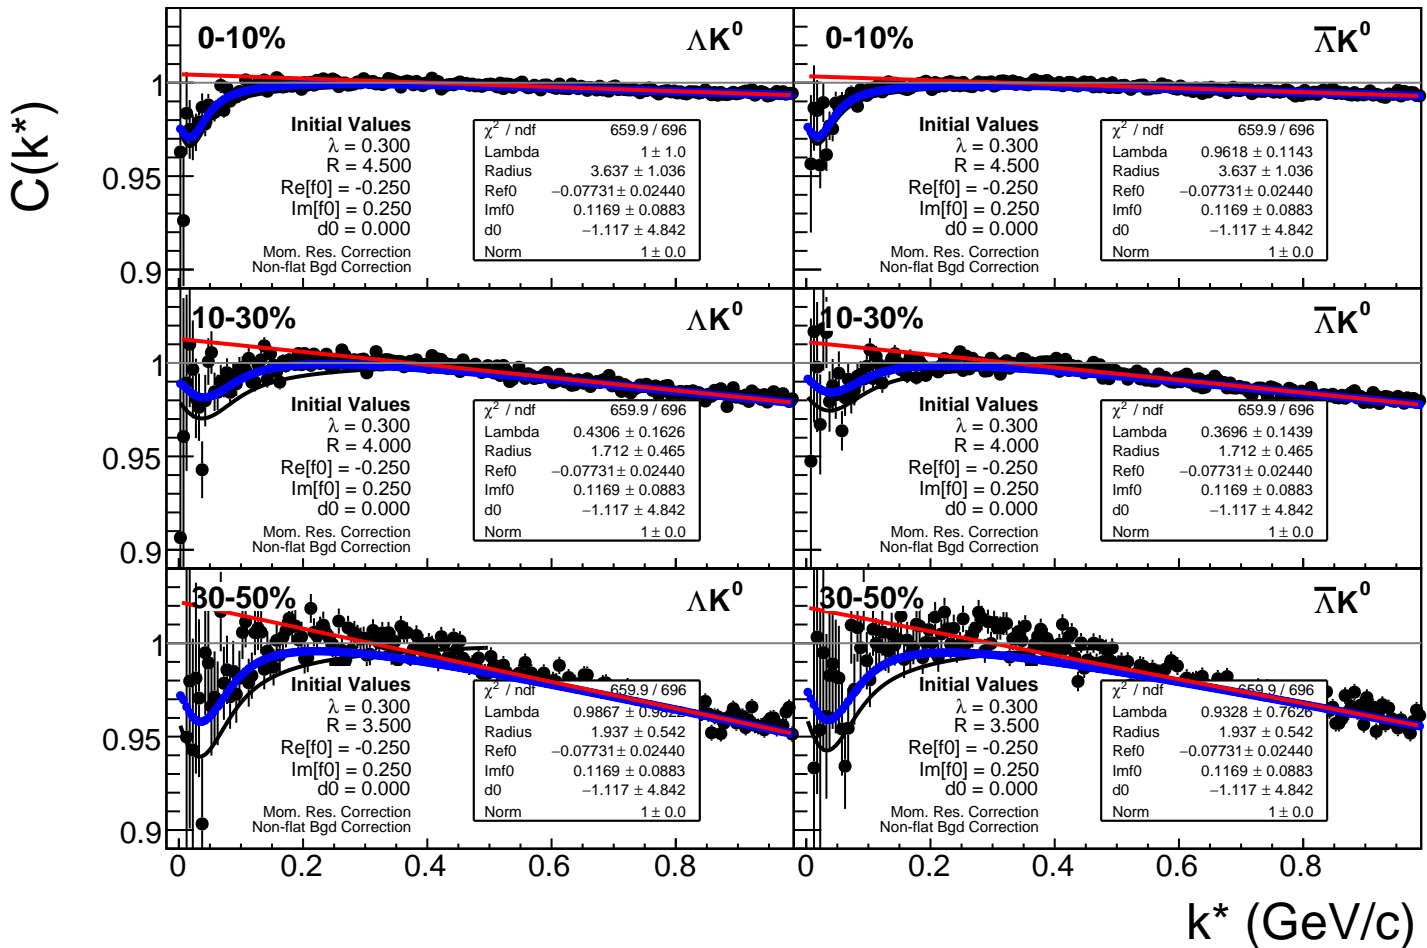 C(k*)
0-10%
ΛK⁰
1
0.95
0.9
Initial Values
λ = 0.300
R = 4.500
Re[f0] = -0.250
Im[f0] = 0.250
d0 = 0.000
Mom. Res. Correction
Non-flat Bgd Correction
χ² / ndf 659.9 / 696
Lambda 1 ± 1.0
Radius 3.637 ± 1.036
Ref0 −0.07731 ± 0.02440
Imf0 0.1169 ± 0.0883
d0 −1.117 ± 4.842
Norm 1 ± 0.0
0-10%
Λ̅K⁰
Initial Values
λ = 0.300
R = 4.500
Re[f0] = -0.250
Im[f0] = 0.250
d0 = 0.000
Mom. Res. Correction
Non-flat Bgd Correction
χ² / ndf 659.9 / 696
Lambda 0.9618 ± 0.1143
Radius 3.637 ± 1.036
Ref0 −0.07731 ± 0.02440
Imf0 0.1169 ± 0.0883
d0 −1.117 ± 4.842
Norm 1 ± 0.0
10-30%
ΛK⁰
1
0.95
0.9
Initial Values
λ = 0.300
R = 4.000
Re[f0] = -0.250
Im[f0] = 0.250
d0 = 0.000
Mom. Res. Correction
Non-flat Bgd Correction
χ² / ndf 659.9 / 696
Lambda 0.4306 ± 0.1626
Radius 1.712 ± 0.465
Ref0 −0.07731 ± 0.02440
Imf0 0.1169 ± 0.0883
d0 −1.117 ± 4.842
Norm 1 ± 0.0
10-30%
Λ̅K⁰
Initial Values
λ = 0.300
R = 4.000
Re[f0] = -0.250
Im[f0] = 0.250
d0 = 0.000
Mom. Res. Correction
Non-flat Bgd Correction
χ² / ndf 659.9 / 696
Lambda 0.3696 ± 0.1439
Radius 1.712 ± 0.465
Ref0 −0.07731 ± 0.02440
Imf0 0.1169 ± 0.0883
d0 −1.117 ± 4.842
Norm 1 ± 0.0
30-50%
ΛK⁰
1
0.95
0.9
Initial Values
λ = 0.300
R = 3.500
Re[f0] = -0.250
Im[f0] = 0.250
d0 = 0.000
Mom. Res. Correction
Non-flat Bgd Correction
χ² / ndf 659.9 / 696
Lambda 0.9867 ±
Radius 1.937 ± 0.542
Ref0 −0.07731 ± 0.02440
Imf0 0.1169 ± 0.0883
d0 −1.117 ± 4.842
Norm 1 ± 0.0
30-50%
Λ̅K⁰
Initial Values
λ = 0.300
R = 3.500
Re[f0] = -0.250
Im[f0] = 0.250
d0 = 0.000
Mom. Res. Correction
Non-flat Bgd Correction
χ² / ndf 659.9 / 696
Lambda 0.9328 ± 0.7626
Radius 1.937 ± 0.542
Ref0 −0.07731 ± 0.02440
Imf0 0.1169 ± 0.0883
d0 −1.117 ± 4.842
Norm 1 ± 0.0
0 0.2 0.4 0.6 0.8
0 0.2 0.4 0.6 0.8
k* (GeV/c)